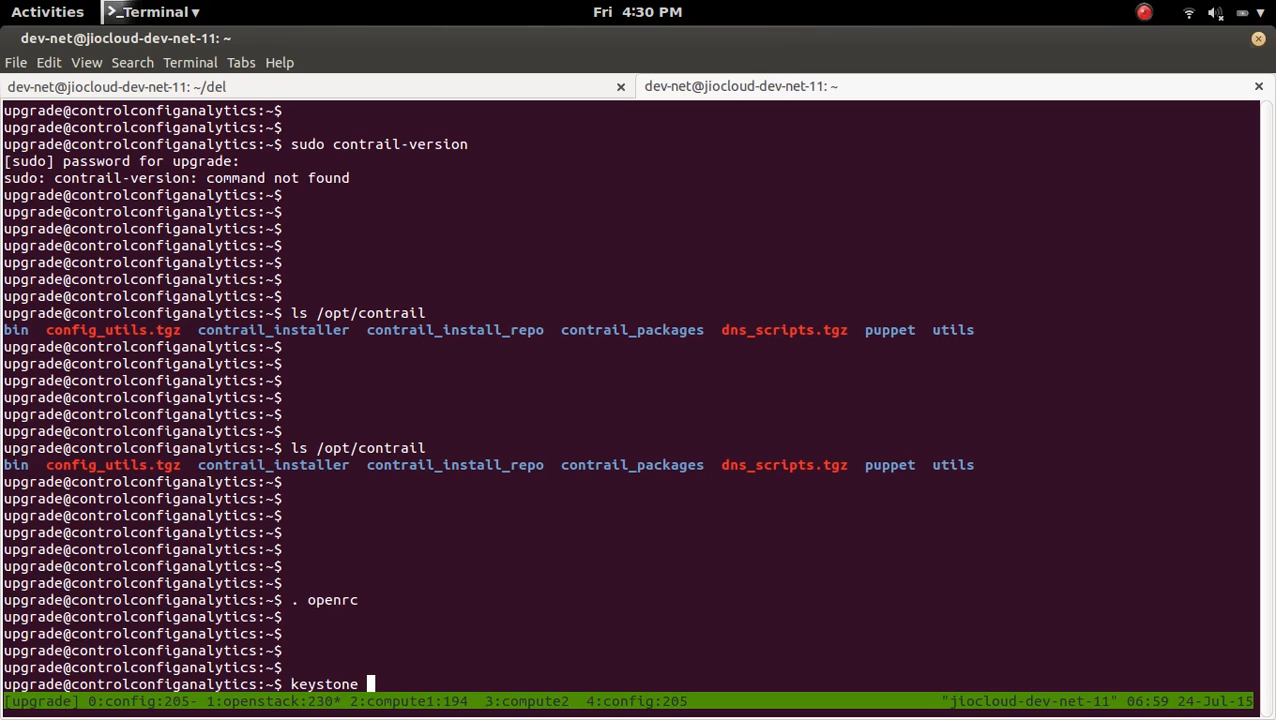 Activities >_Terminal ▾ Fri 4:30 PM
dev-net@jiocloud-dev-net-11: ~
File Edit View Search Terminal Tabs Help
dev-net@jiocloud-dev-net-11: ~/del dev-net@jiocloud-dev-net-11: ~
upgrade@controlconfiganalytics:~$
upgrade@controlconfiganalytics:~$
upgrade@controlconfiganalytics:~$ sudo contrail-version
[sudo] password for upgrade:
sudo: contrail-version: command not found
upgrade@controlconfiganalytics:~$
upgrade@controlconfiganalytics:~$
upgrade@controlconfiganalytics:~$
upgrade@controlconfiganalytics:~$
upgrade@controlconfiganalytics:~$
upgrade@controlconfiganalytics:~$
upgrade@controlconfiganalytics:~$
upgrade@controlconfiganalytics:~$ ls /opt/contrail
bin config_utils.tgz contrail_installer contrail_install_repo contrail_packages dns_scripts.tgz puppet utils
upgrade@controlconfiganalytics:~$
upgrade@controlconfiganalytics:~$
upgrade@controlconfiganalytics:~$
upgrade@controlconfiganalytics:~$
upgrade@controlconfiganalytics:~$
upgrade@controlconfiganalytics:~$
upgrade@controlconfiganalytics:~$ ls /opt/contrail
bin config_utils.tgz contrail_installer contrail_install_repo contrail_packages dns_scripts.tgz puppet utils
upgrade@controlconfiganalytics:~$
upgrade@controlconfiganalytics:~$
upgrade@controlconfiganalytics:~$
upgrade@controlconfiganalytics:~$
upgrade@controlconfiganalytics:~$
upgrade@controlconfiganalytics:~$
upgrade@controlconfiganalytics:~$
upgrade@controlconfiganalytics:~$ . openrc
upgrade@controlconfiganalytics:~$
upgrade@controlconfiganalytics:~$
upgrade@controlconfiganalytics:~$
upgrade@controlconfiganalytics:~$
upgrade@controlconfiganalytics:~$ keystone
[upgrade] 0:config:205- 1:openstack:230* 2:compute1:194 3:compute2 4:config:205 "jiocloud-dev-net-11" 06:59 24-Jul-15